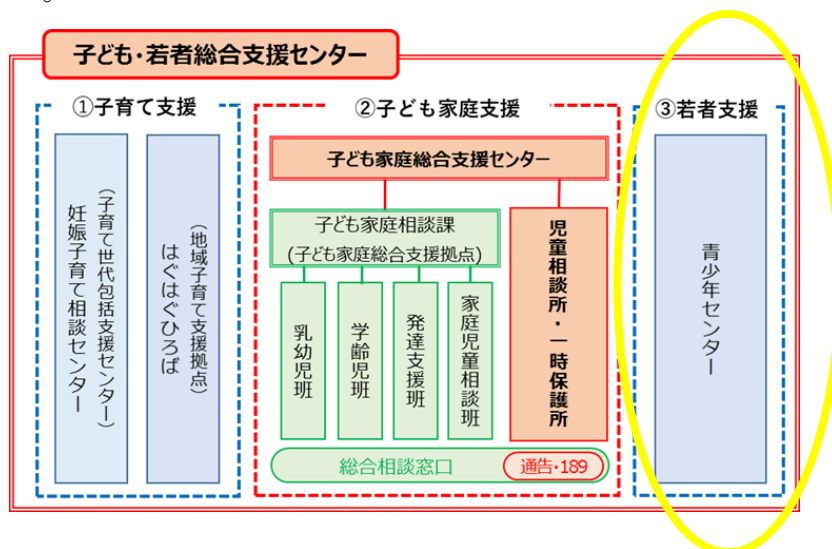 子ども・若者総合支援センター
①子育て支援
妊娠子育て相談センター
(子育て世代包括支援センター)
はぐはぐひろば
(地域子育て支援拠点)
②子ども家庭支援
子ども家庭総合支援センター
子ども家庭相談課
(子ども家庭総合支援拠点)
乳幼児班
学齢児班
発達支援班
家庭児童相談班
児童相談所・一時保護所
総合相談窓口
通告・189
③若者支援
青少年センター